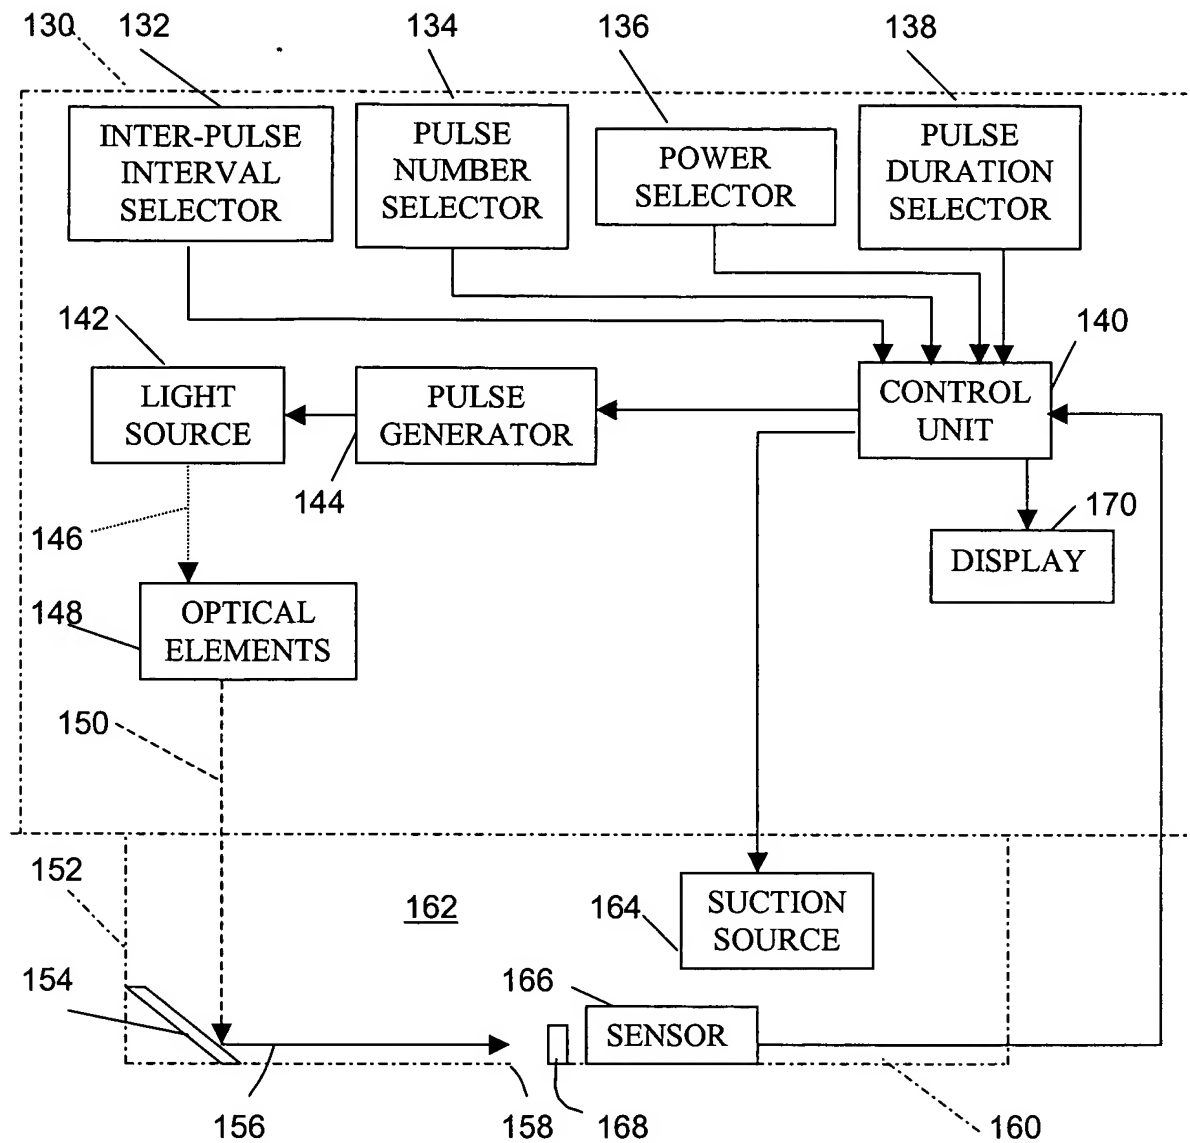 130 132 134 136 138
INTER-PULSE
INTERVAL
SELECTOR
PULSE
NUMBER
SELECTOR
POWER
SELECTOR
PULSE
DURATION
SELECTOR
142
140
LIGHT
SOURCE
PULSE
GENERATOR
CONTROL
UNIT
144
146
170
DISPLAY
148
OPTICAL
ELEMENTS
150
152
162
164
SUCTION
SOURCE
154
166
SENSOR
156 158 168 160